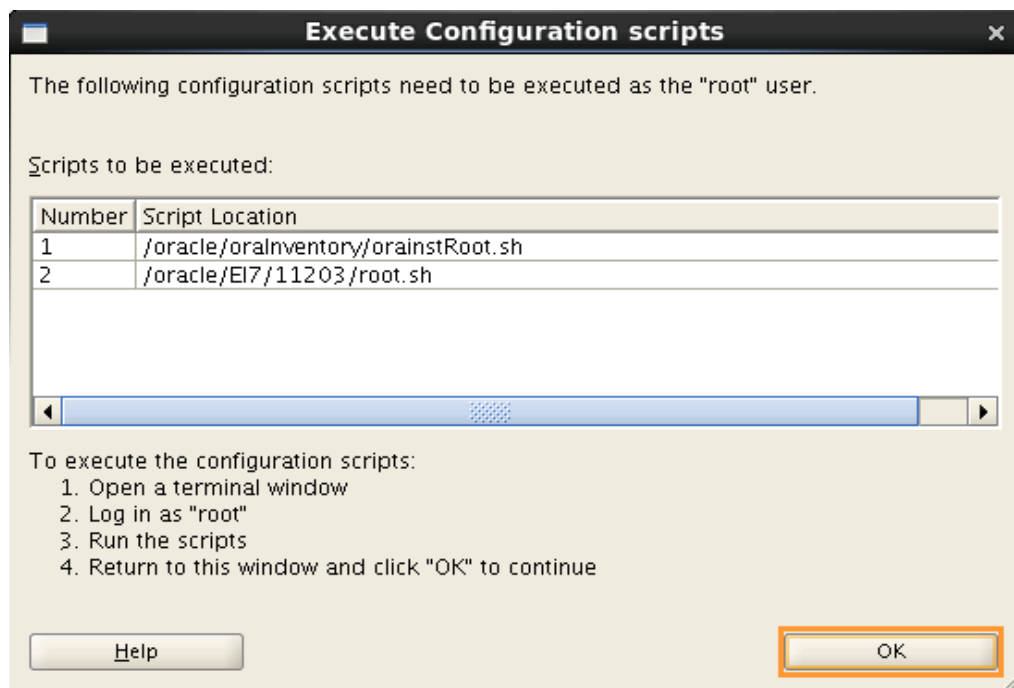 Execute Configuration scripts
The following configuration scripts need to be executed as the "root" user.
Scripts to be executed:
Number Script Location
1 /oracle/oraInventory/orainstRoot.sh
2 /oracle/EI7/11203/root.sh
To execute the configuration scripts:
1. Open a terminal window
2. Log in as "root"
3. Run the scripts
4. Return to this window and click "OK" to continue
Help OK